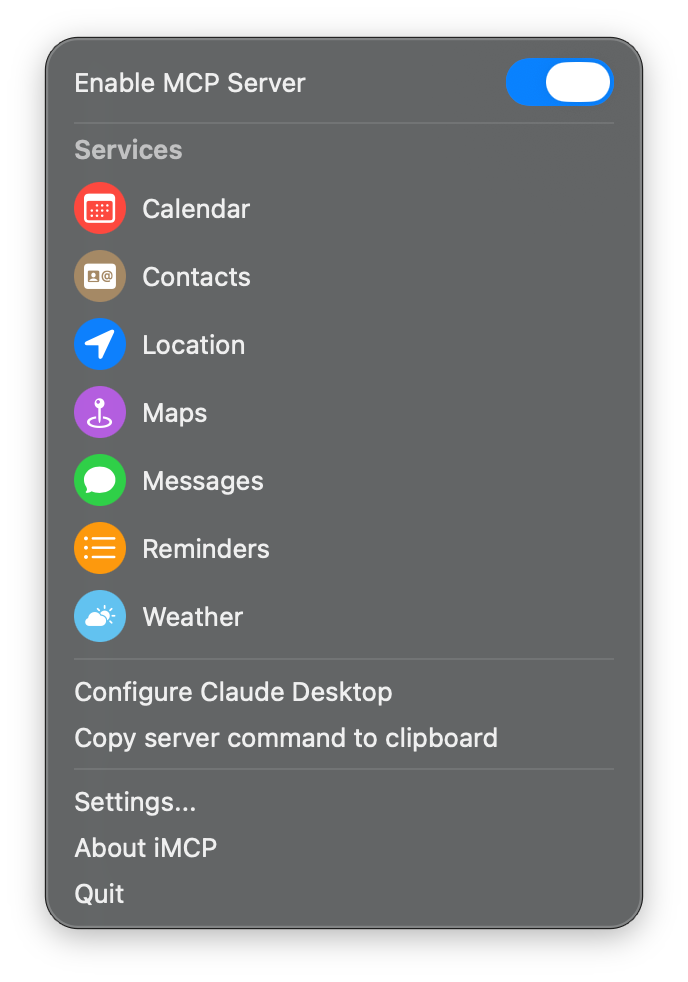 Enable MCP Server
Services
Calendar
Contacts
Location
Maps
Messages
Reminders
Weather
Configure Claude Desktop
Copy server command to clipboard
Settings...
About iMCP
Quit